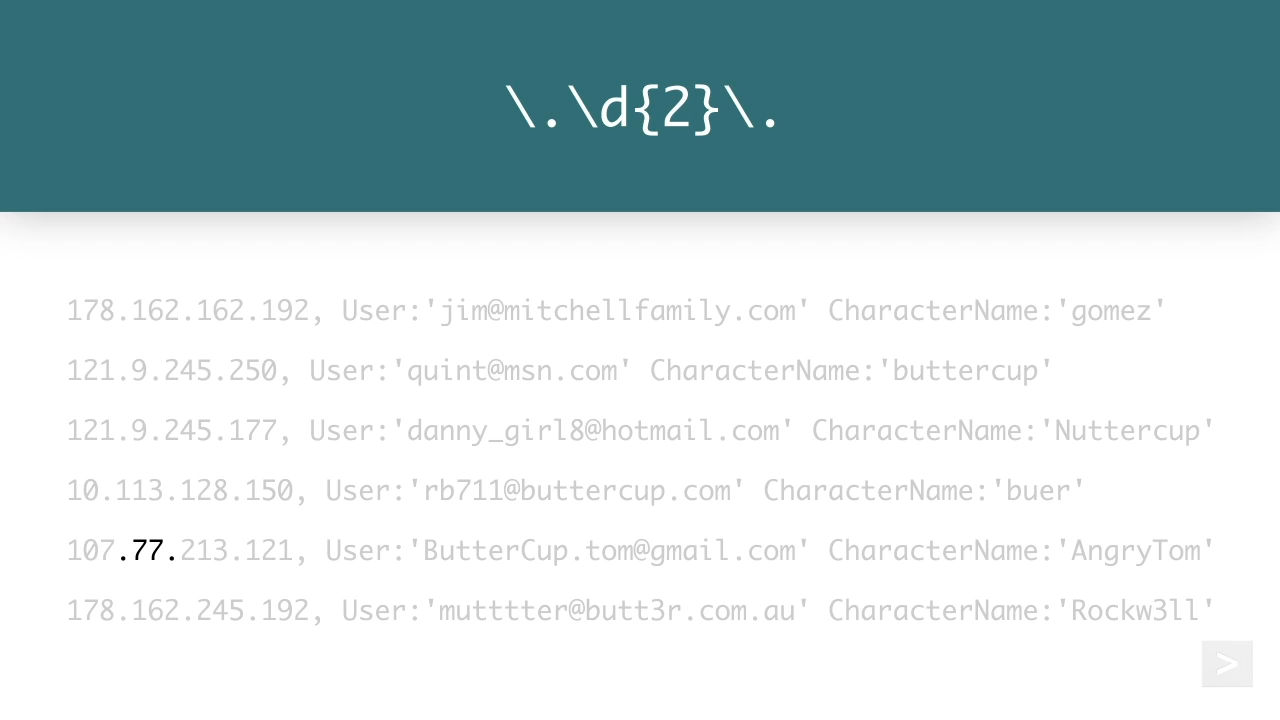 \.\d{2}\.
178.162.162.192, User:'jim@mitchellfamily.com' CharacterName:'gomez'
121.9.245.250, User:'quint@msn.com' CharacterName:'buttercup'
121.9.245.177, User:'danny_girl8@hotmail.com' CharacterName:'Nuttercup'
10.113.128.150, User:'rb711@buttercup.com' CharacterName:'buer'
107.77.213.121, User:'ButterCup.tom@gmail.com' CharacterName:'AngryTom'
178.162.245.192, User:'mutttter@butt3r.com.au' CharacterName:'Rockw3ll'
>